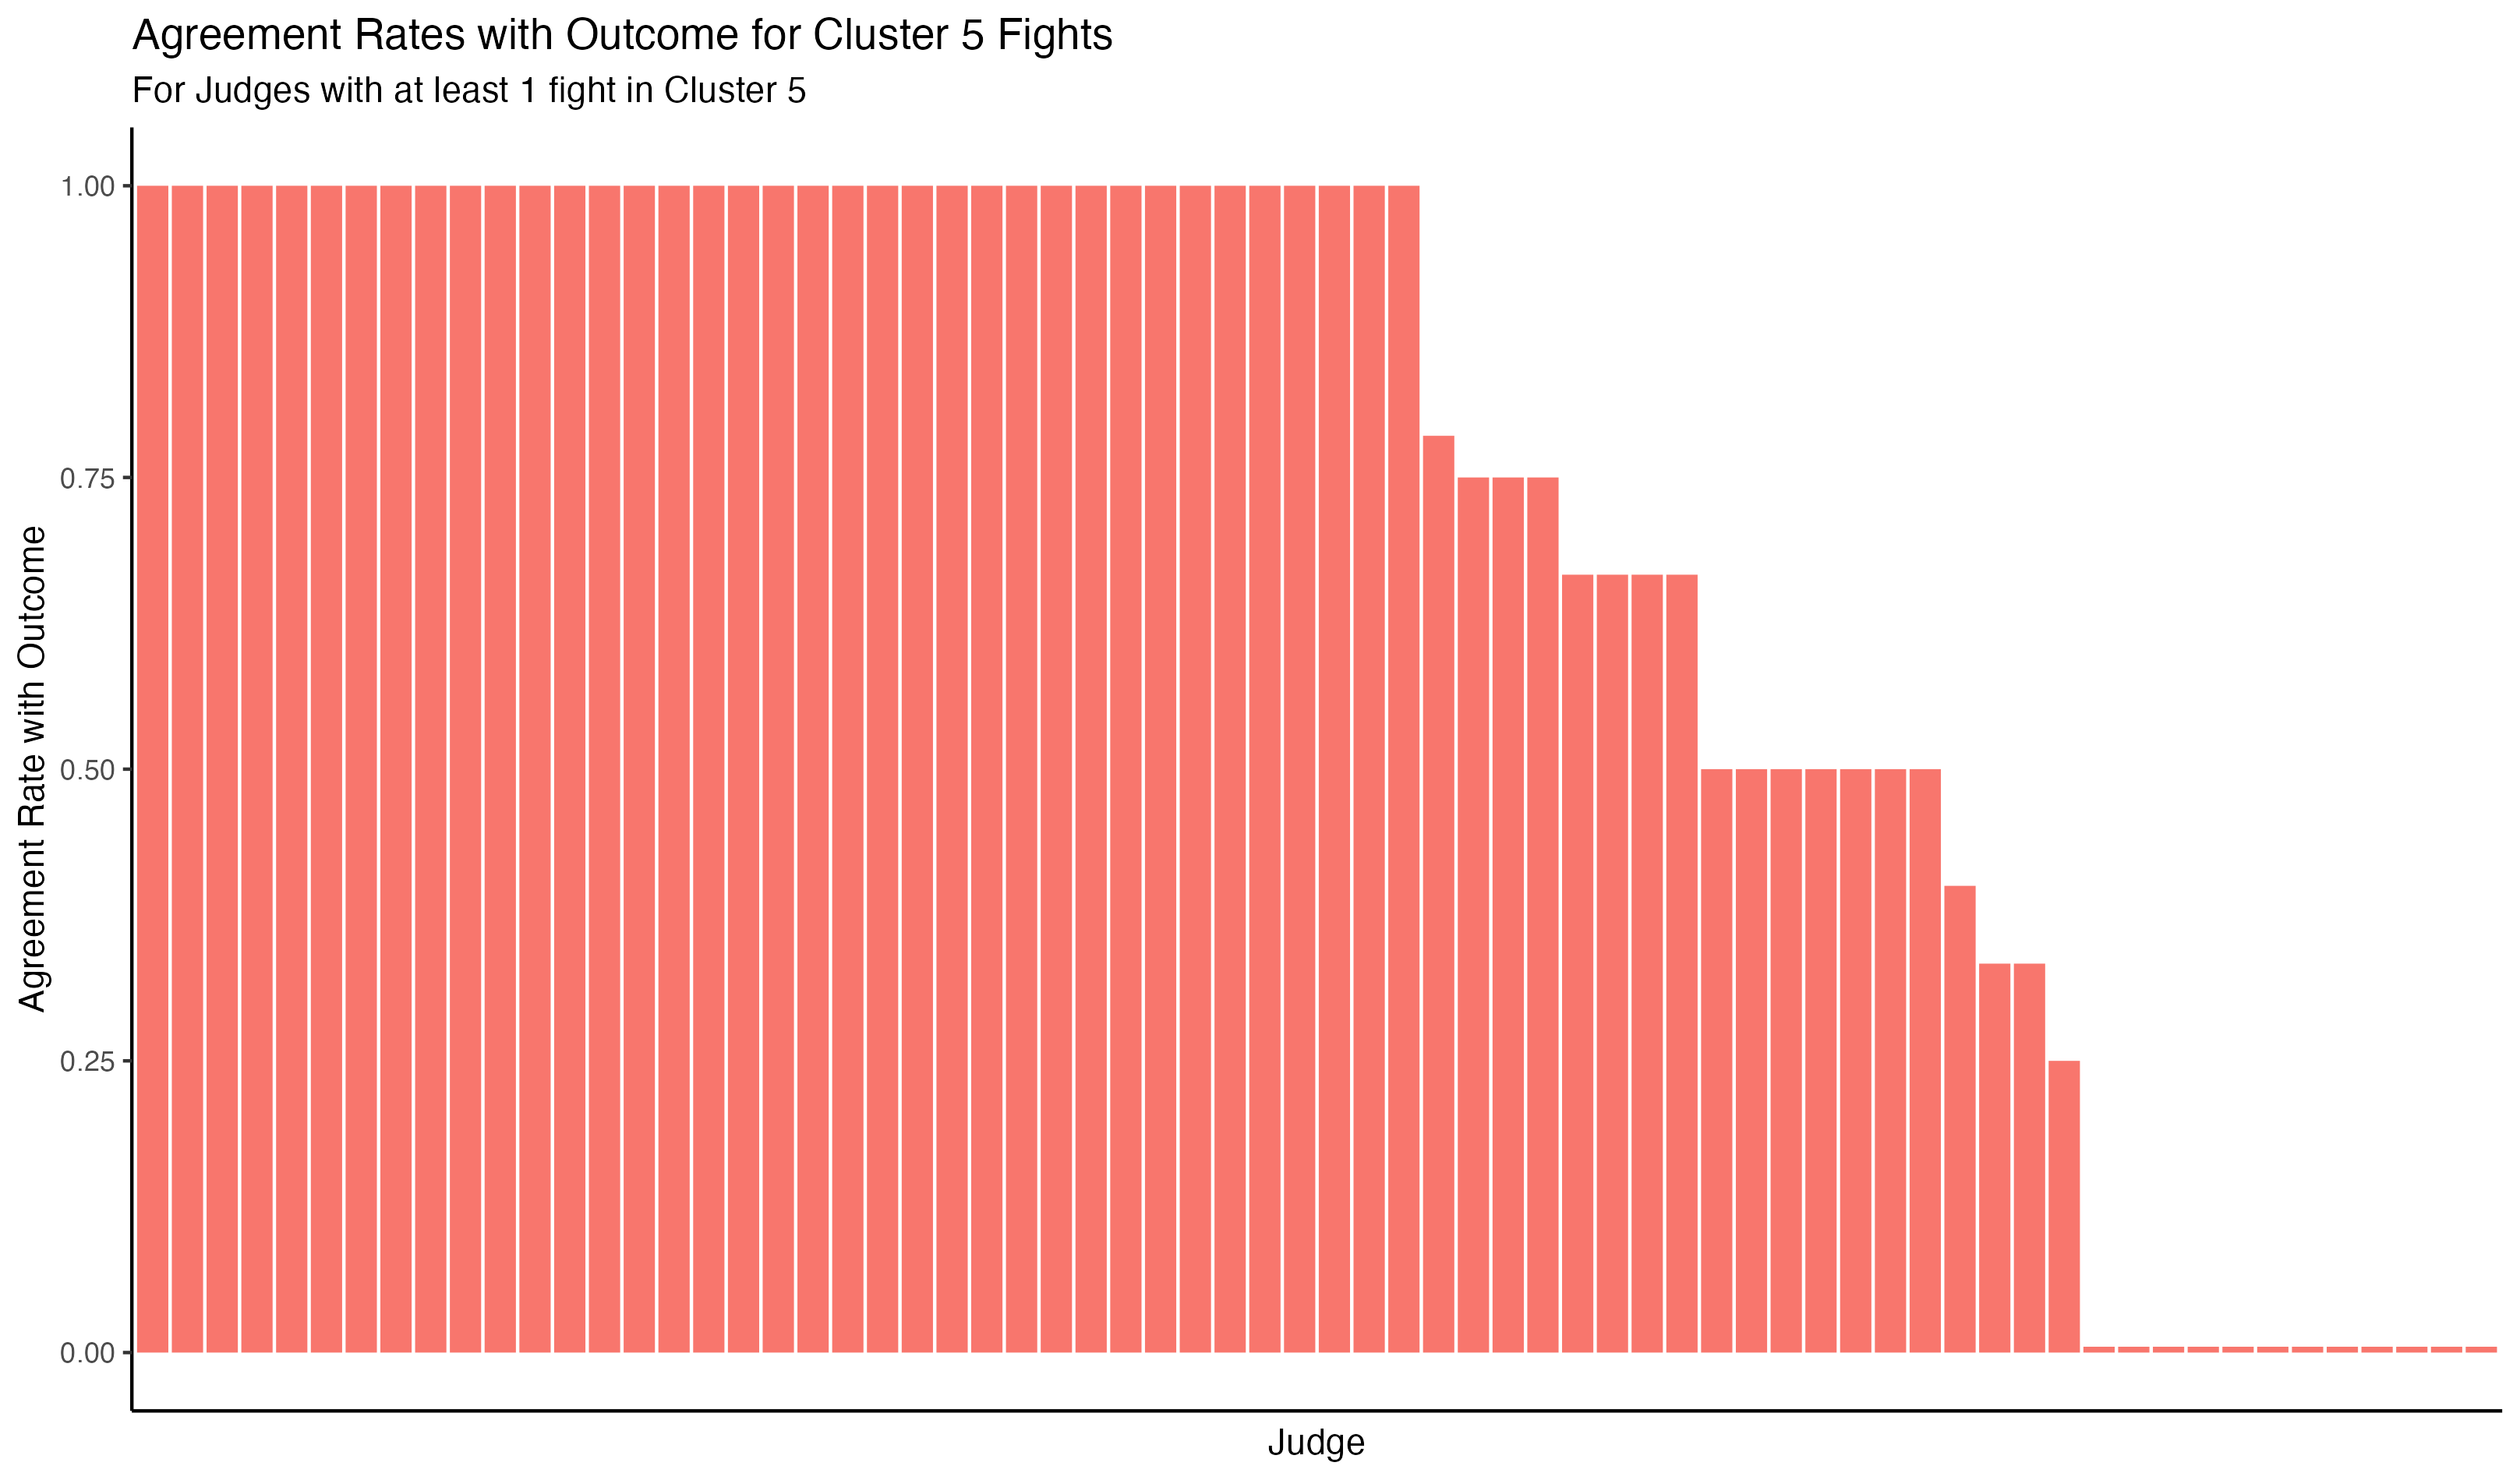 Agreement Rates with Outcome for Cluster 5 Fights
For Judges with at least 1 fight in Cluster 5
Agreement Rate with Outcome
1.00
0.75
0.50
0.25
0.00
Judge